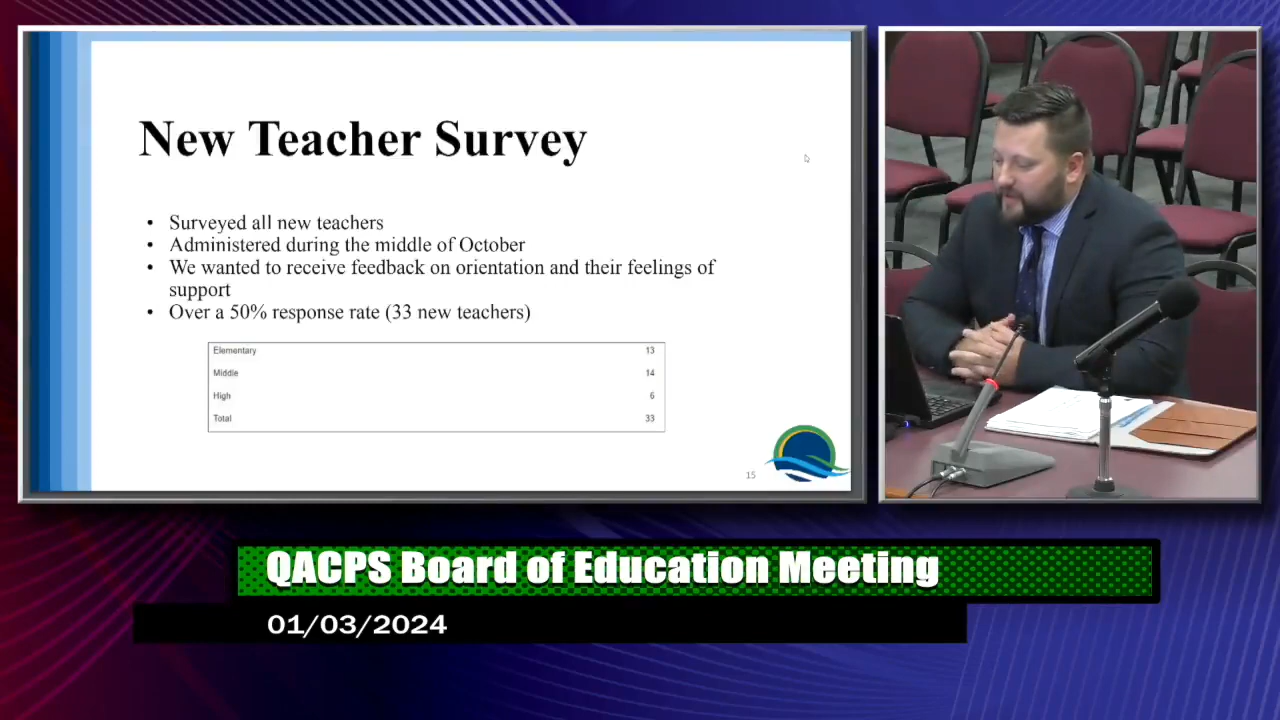 New Teacher Survey
• Surveyed all new teachers
• Administered during the middle of October
• We wanted to receive feedback on orientation and their feelings of
support
• Over a 50% response rate (33 new teachers)
Elementary 13
Middle 14
High 6
Total 33
15
QACPS Board of Education Meeting
01/03/2024